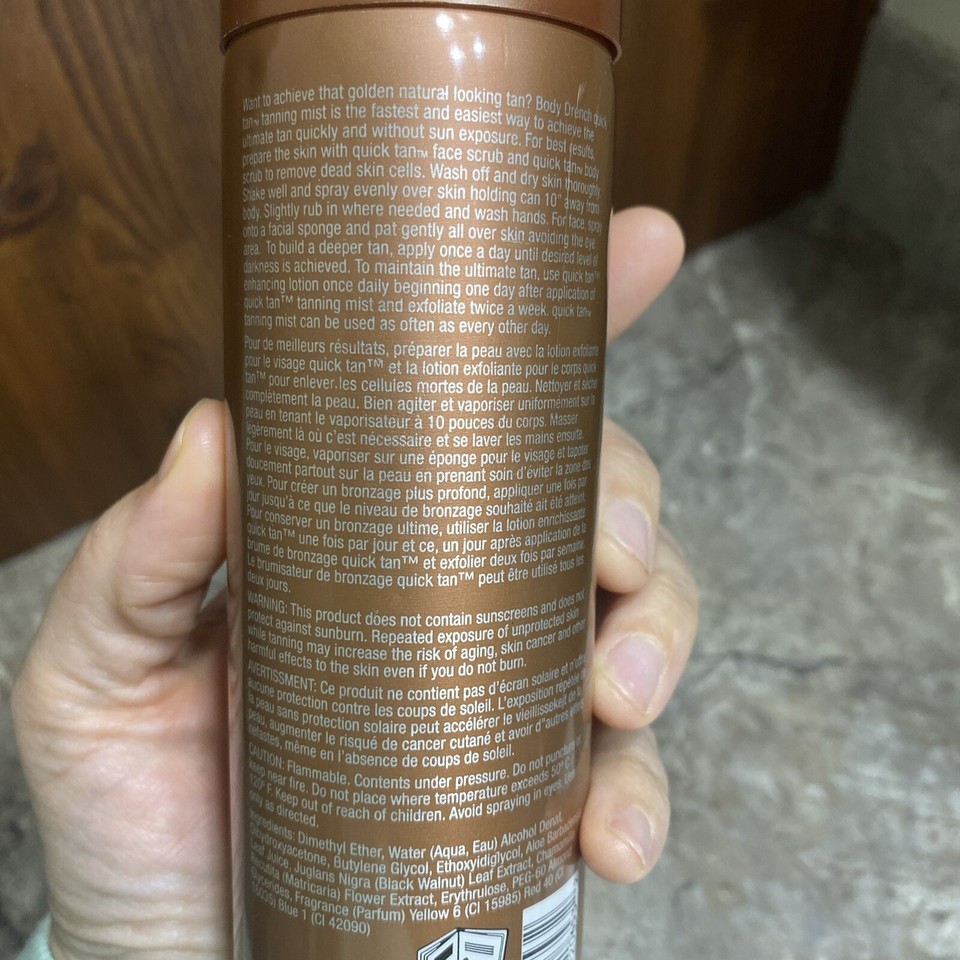 Want to achieve that golden natural looking tan? Body Drench quick
tan™ tanning mist is the fastest and easiest way to achieve the
ultimate tan quickly and without sun exposure. For best results,
prepare the skin with quick tan™ face scrub and quick tan™ body
scrub to remove dead skin cells. Wash off and dry skin thoroughly.
Shake well and spray evenly over skin holding can 10" away from
body. Slightly rub in where needed and wash hands. For face, spray
onto a facial sponge and pat gently all over skin avoiding the eye
area. To build a deeper tan, apply once a day until desired level of
darkness is achieved. To maintain the ultimate tan, use quick tan™
enhancing lotion once daily beginning one day after application of
quick tan™ tanning mist and exfoliate twice a week. quick tan™
tanning mist can be used as often as every other day.
Pour de meilleurs résultats, préparer la peau avec la lotion exfoliante
pour le visage quick tan™ et la lotion exfoliante pour le corps quick
tan™ pour enlever les cellules mortes de la peau. Nettoyer et sécher
complètement la peau. Bien agiter et vaporiser uniformément sur la
peau en tenant le vaporisateur à 10 pouces du corps. Masser
légèrement là où c'est nécessaire et se laver les mains ensuite.
Pour le visage, vaporiser sur une éponge pour le visage et tapoter
doucement partout sur la peau en prenant soin d'éviter la zone des
yeux. Pour créer un bronzage plus profond, appliquer une fois par
jour jusqu'à ce que le niveau de bronzage souhaité ait été atteint.
Pour conserver un bronzage ultime, utiliser la lotion enrichissante
quick tan™ une fois par jour et ce, un jour après application de la
brume de bronzage quick tan™ et exfolier deux fois par semaine.
Le brumisateur de bronzage quick tan™ peut être utilisé tous les
deux jours.
WARNING: This product does not contain sunscreens and does not
protect against sunburn. Repeated exposure of unprotected skin
while tanning may increase the risk of aging, skin cancer and other
harmful effects to the skin even if you do not burn.
AVERTISSMENT: Ce produit ne contient pas d'écran solaire et n'offre
aucune protection contre les coups de soleil. L'exposition répétée de
la peau sans protection solaire peut accélérer le vieillissekejt de la
peau, augmenter le risqué de cancer cutané et avoir d"autres effets
néfastes, même en l'absence de coups de soleil.
CAUTION: Flammable. Contents under pressure. Do not puncture or
keep near fire. Do not place where temperature exceeds 50° C /
120° F. Keep out of reach of children. Avoid spraying in eyes. Use
only as directed.
Ingredients: Dimethyl Ether, Water (Aqua, Eau) Alcohol Denat,
Dihydroxyacetone, Butylene Glycol, Ethoxyidiglycol, Aloe Barbadensis
Leaf Juice, Juglans Nigra (Black Walnut) Leaf Extract, Chamomilla
Recutita (Matricaria) Flower Extract, Erythrulose, PEG-60 Almond
Glycerides, Fragrance (Parfum) Yellow 6 (CI 15985) Red 40 (CI
16035) Blue 1 (CI 42090)